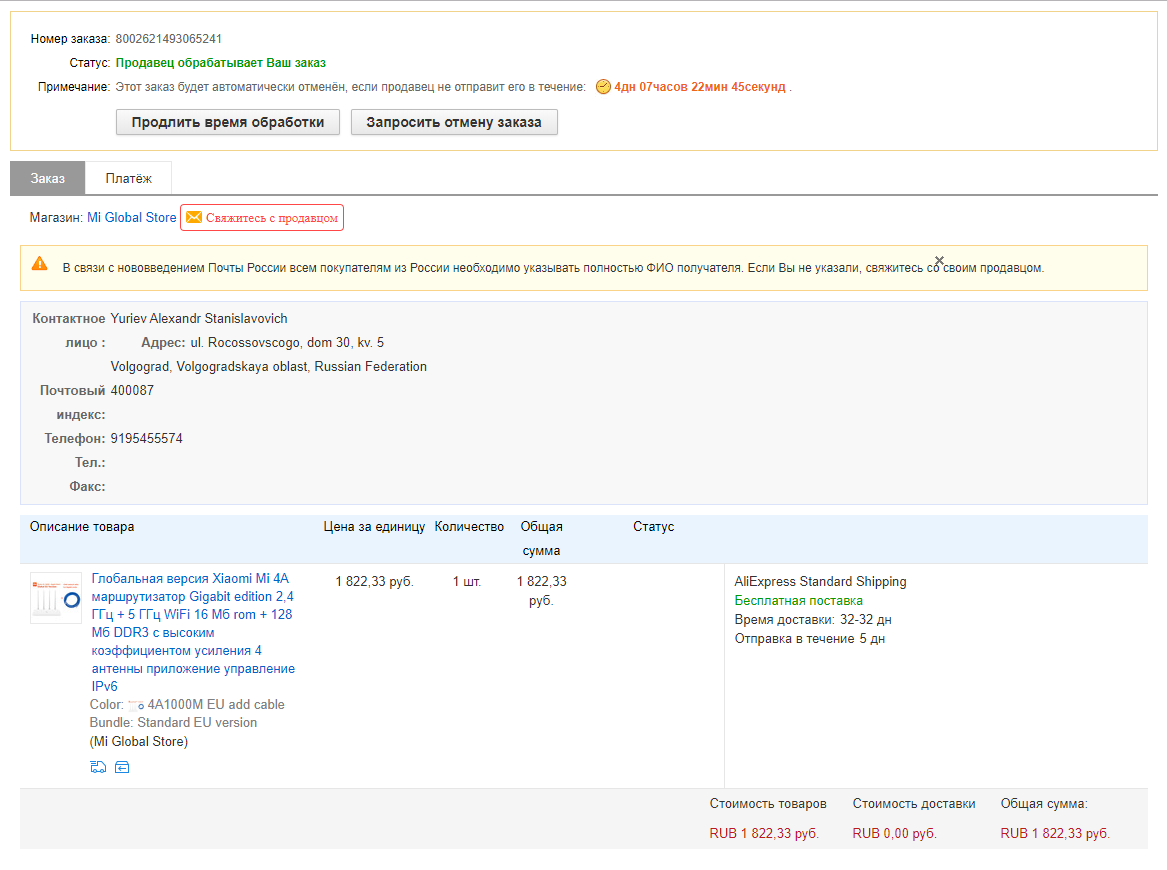 Номер заказа: 8002621493065241
Статус: Продавец обрабатывает Ваш заказ
Примечание: Этот заказ будет автоматически отменён, если продавец не отправит его в течение: 4дн 07часов 22мин 45секунд .
Продлить время обработки Запросить отмену заказа
Заказ Платёж
Магазин: Mi Global Store Свяжитесь с продавцом
В связи с нововведением Почты России всем покупателям из России необходимо указывать полностью ФИО получателя. Если Вы не указали, свяжитесь со своим продавцом.
Контактное Yuriev Alexandr Stanislavovich
лицо : Адрес: ul. Rocossovscogo, dom 30, kv. 5
Volgograd, Volgogradskaya oblast, Russian Federation
Почтовый 400087
индекс:
Телефон: 9195455574
Тел.:
Факс:
Описание товара Цена за единицу Количество Общая Статус
сумма
Глобальная версия Xiaomi Mi 4A 1 822,33 руб. 1 шт. 1 822,33 AliExpress Standard Shipping
маршрутизатор Gigabit edition 2,4 руб. Бесплатная поставка
ГГц + 5 ГГц WiFi 16 Мб rom + 128 Время доставки: 32-32 дн
Мб DDR3 с высоким Отправка в течение 5 дн
коэффициентом усиления 4
антенны приложение управление
IPv6
Color: 4A1000M EU add cable
Bundle: Standard EU version
(Mi Global Store)
Стоимость товаров Стоимость доставки Общая сумма:
RUB 1 822,33 руб. RUB 0,00 руб. RUB 1 822,33 руб.